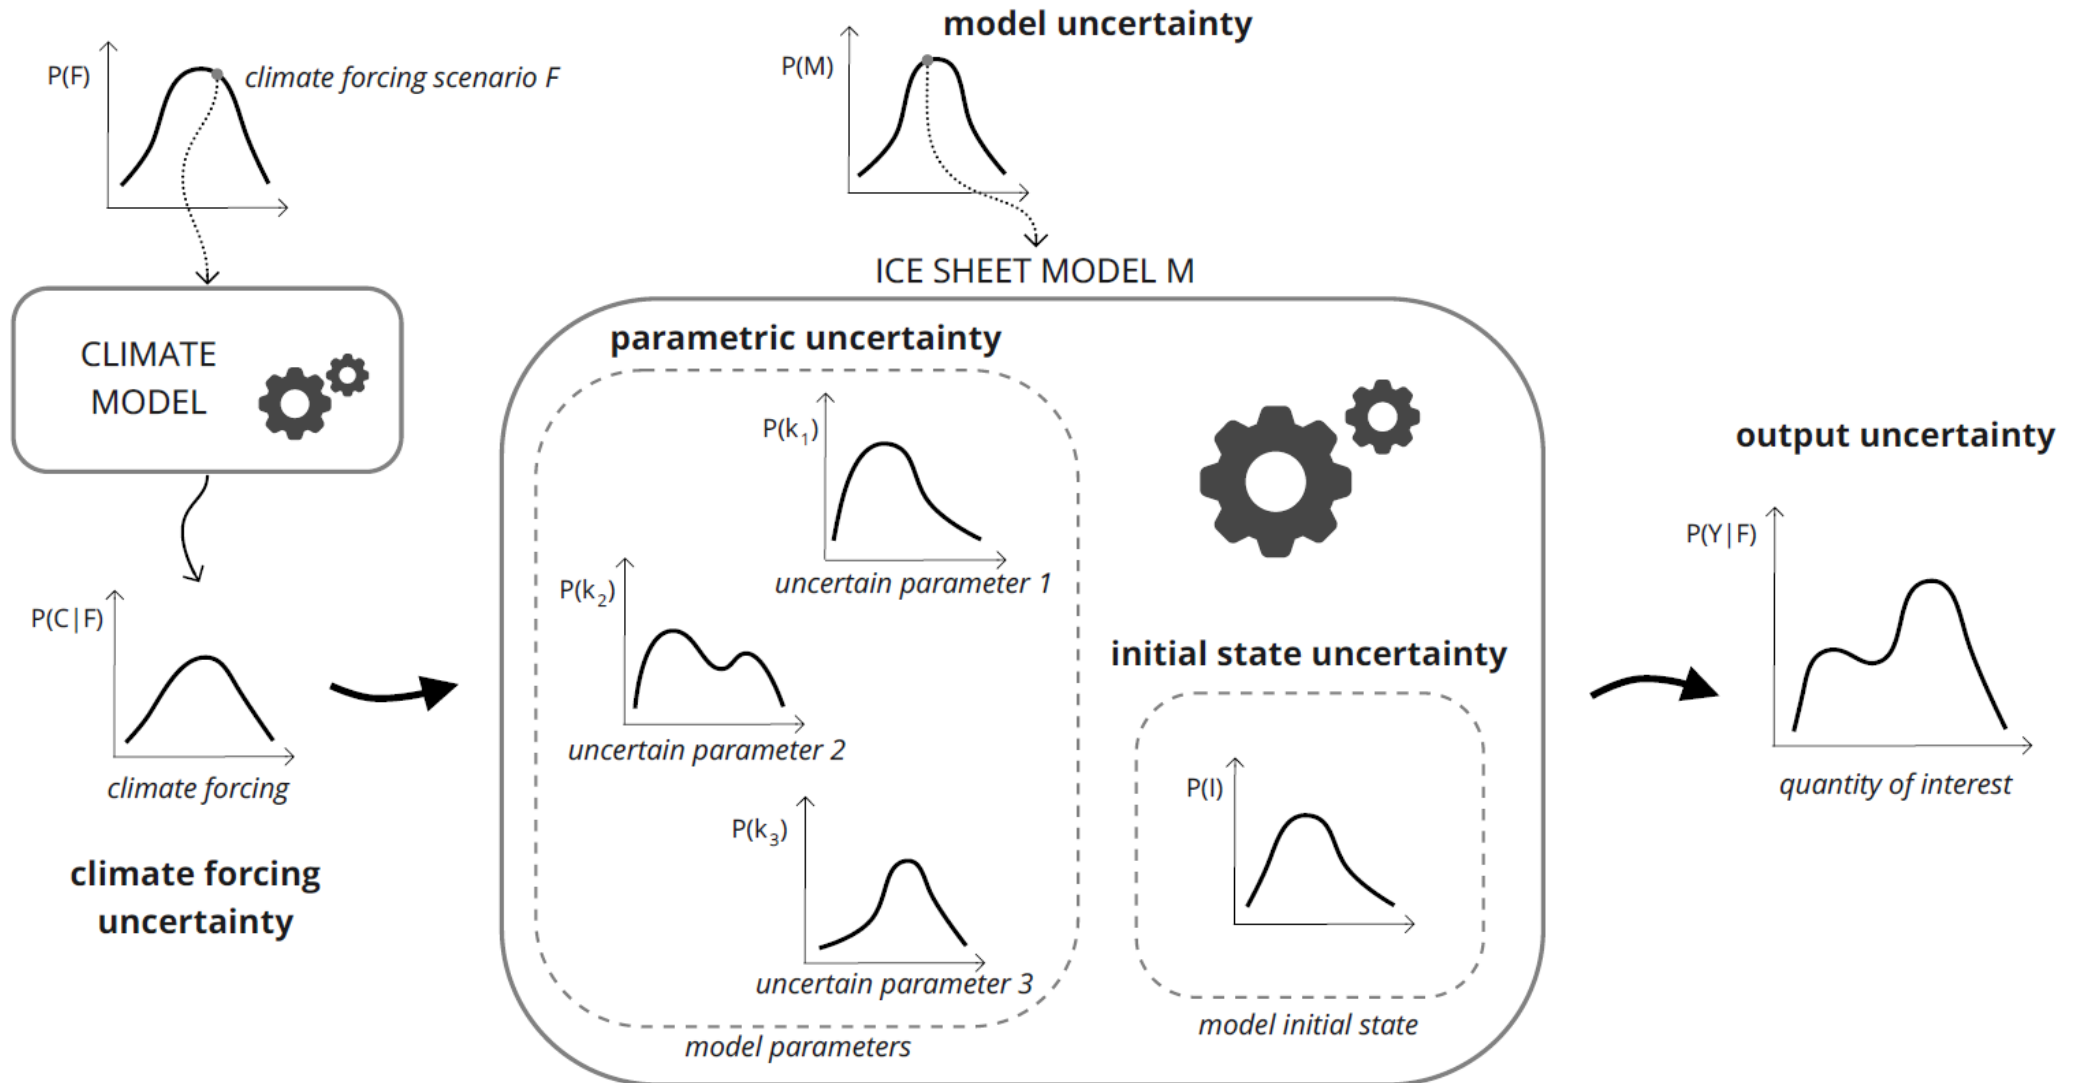 model uncertainty
P(F)
climate forcing scenario F
P(M)
ICE SHEET MODEL M
CLIMATE
MODEL
parametric uncertainty
P(k1)
uncertain parameter 1
P(k2)
uncertain parameter 2
P(k3)
uncertain parameter 3
model parameters
initial state uncertainty
P(I)
model initial state
P(C|F)
climate forcing
climate forcing
uncertainty
output uncertainty
P(Y|F)
quantity of interest